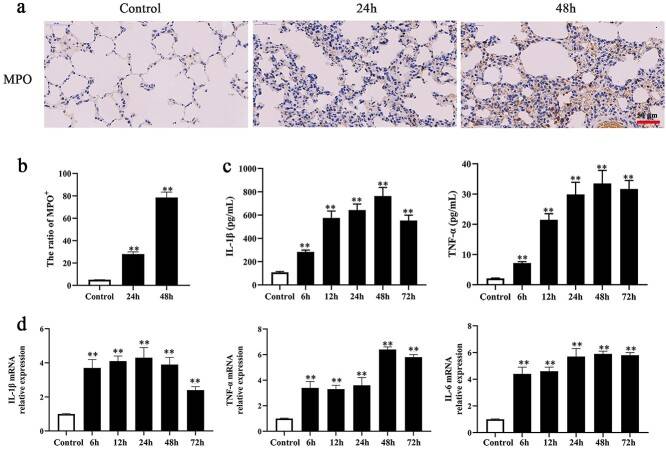 a
Control
24h
48h
MPO
50 μm
b
The ratio of MPO⁺
100
80
60
40
20
0
**
**
Control
24h
48h
c
IL-1β (pg/mL)
1000
800
600
400
200
0
**
**
**
**
**
Control
6h
12h
24h
48h
72h
TNF-α (pg/mL)
40
30
20
10
0
**
**
**
**
**
Control
6h
12h
24h
48h
72h
d
IL-1β mRNA
relative expression
6
4
2
0
**
**
**
**
**
Control
6h
12h
24h
48h
72h
TNF-α mRNA
relative expression
8
6
4
2
0
**
**
**
**
**
Control
6h
12h
24h
48h
72h
IL-6 mRNA
relative expression
8
6
4
2
0
**
**
**
**
**
Control
6h
12h
24h
48h
72h